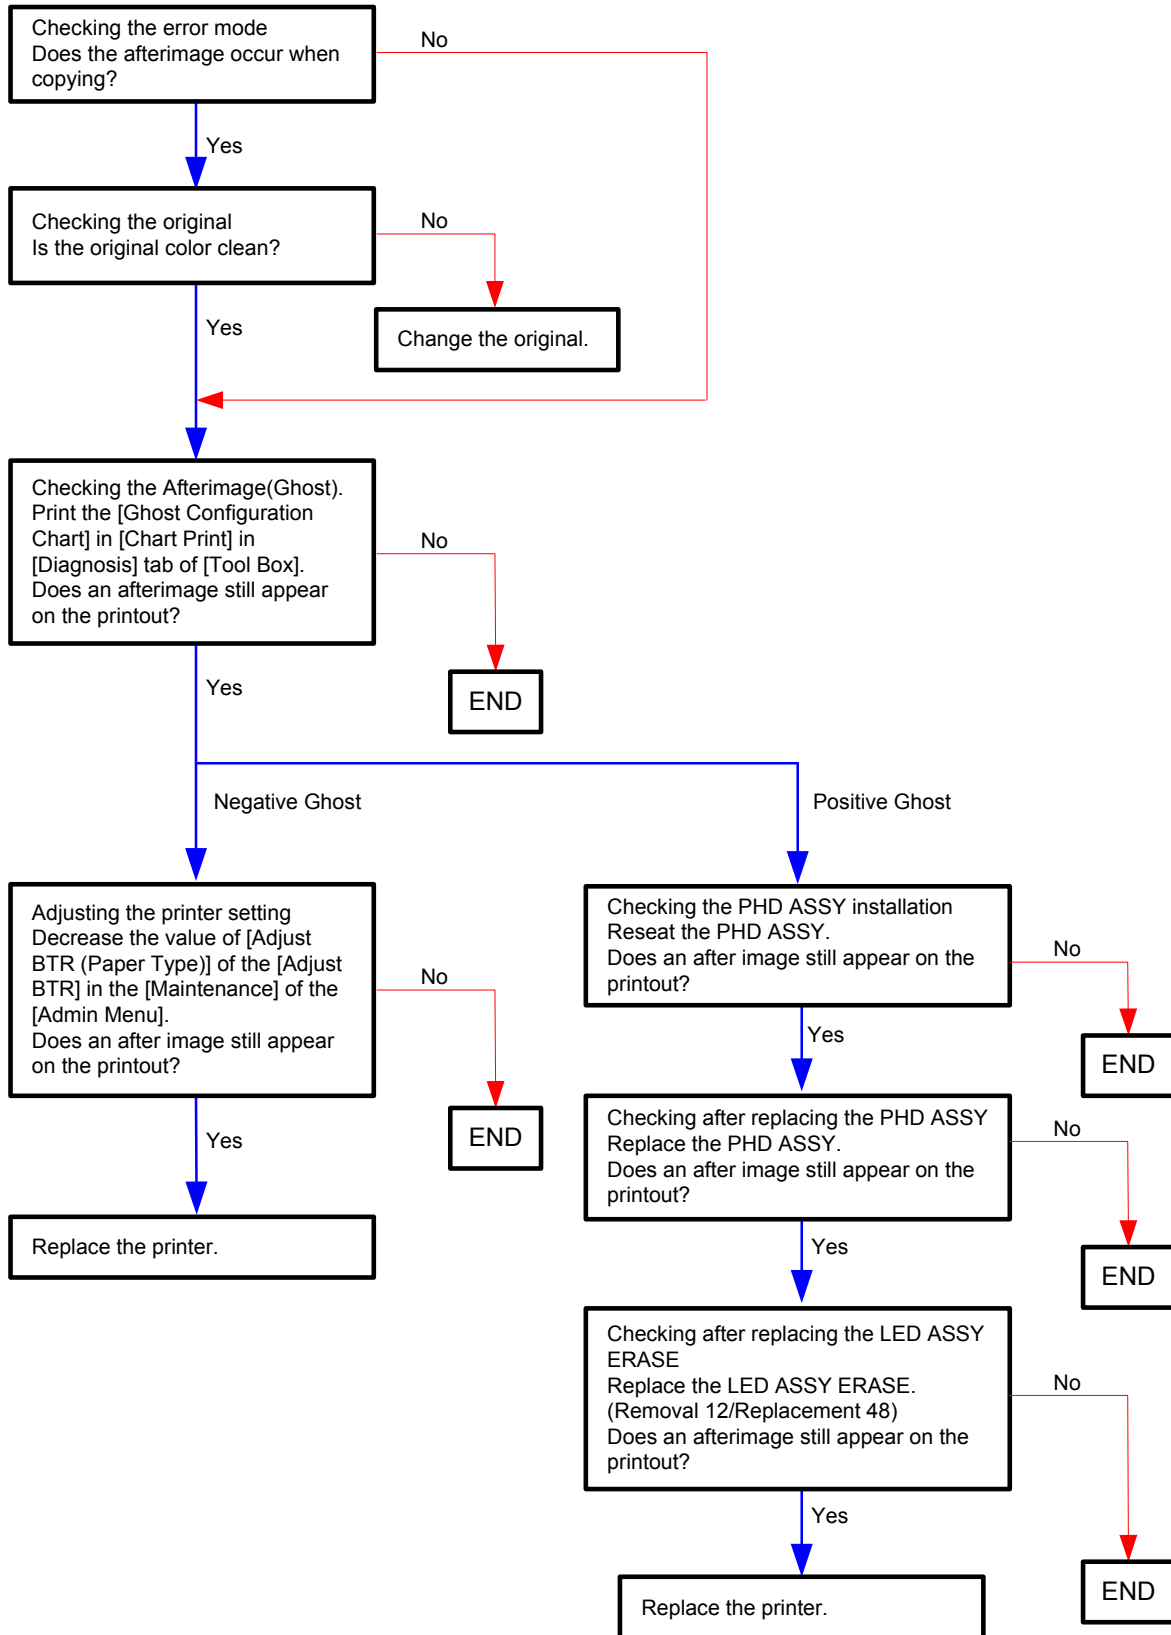 Checking the error mode
Does the afterimage occur when
copying?
No
Yes
Checking the original
Is the original color clean?
No
Yes
Change the original.
Checking the Afterimage(Ghost).
Print the [Ghost Configuration
Chart] in [Chart Print] in
[Diagnosis] tab of [Tool Box].
Does an afterimage still appear
on the printout?
No
Yes
END
Negative Ghost
Positive Ghost
Adjusting the printer setting
Decrease the value of [Adjust
BTR (Paper Type)] of the [Adjust
BTR] in the [Maintenance] of the
[Admin Menu].
Does an after image still appear
on the printout?
No
END
Yes
Replace the printer.
Checking the PHD ASSY installation
Reseat the PHD ASSY.
Does an after image still appear on the
printout?
No
Yes
END
Checking after replacing the PHD ASSY
Replace the PHD ASSY.
Does an after image still appear on the
printout?
No
Yes
END
Checking after replacing the LED ASSY
ERASE
Replace the LED ASSY ERASE.
(Removal 12/Replacement 48)
Does an afterimage still appear on the
printout?
No
Yes
END
Replace the printer.